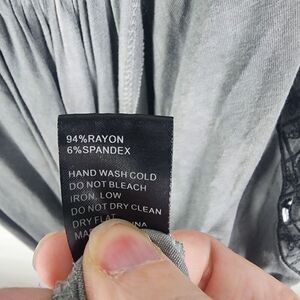 94%RAYON
6%SPANDEX
HAND WASH COLD
DO NOT BLEACH
IRON, LOW
DO NOT DRY CLEAN
DRY FLAT